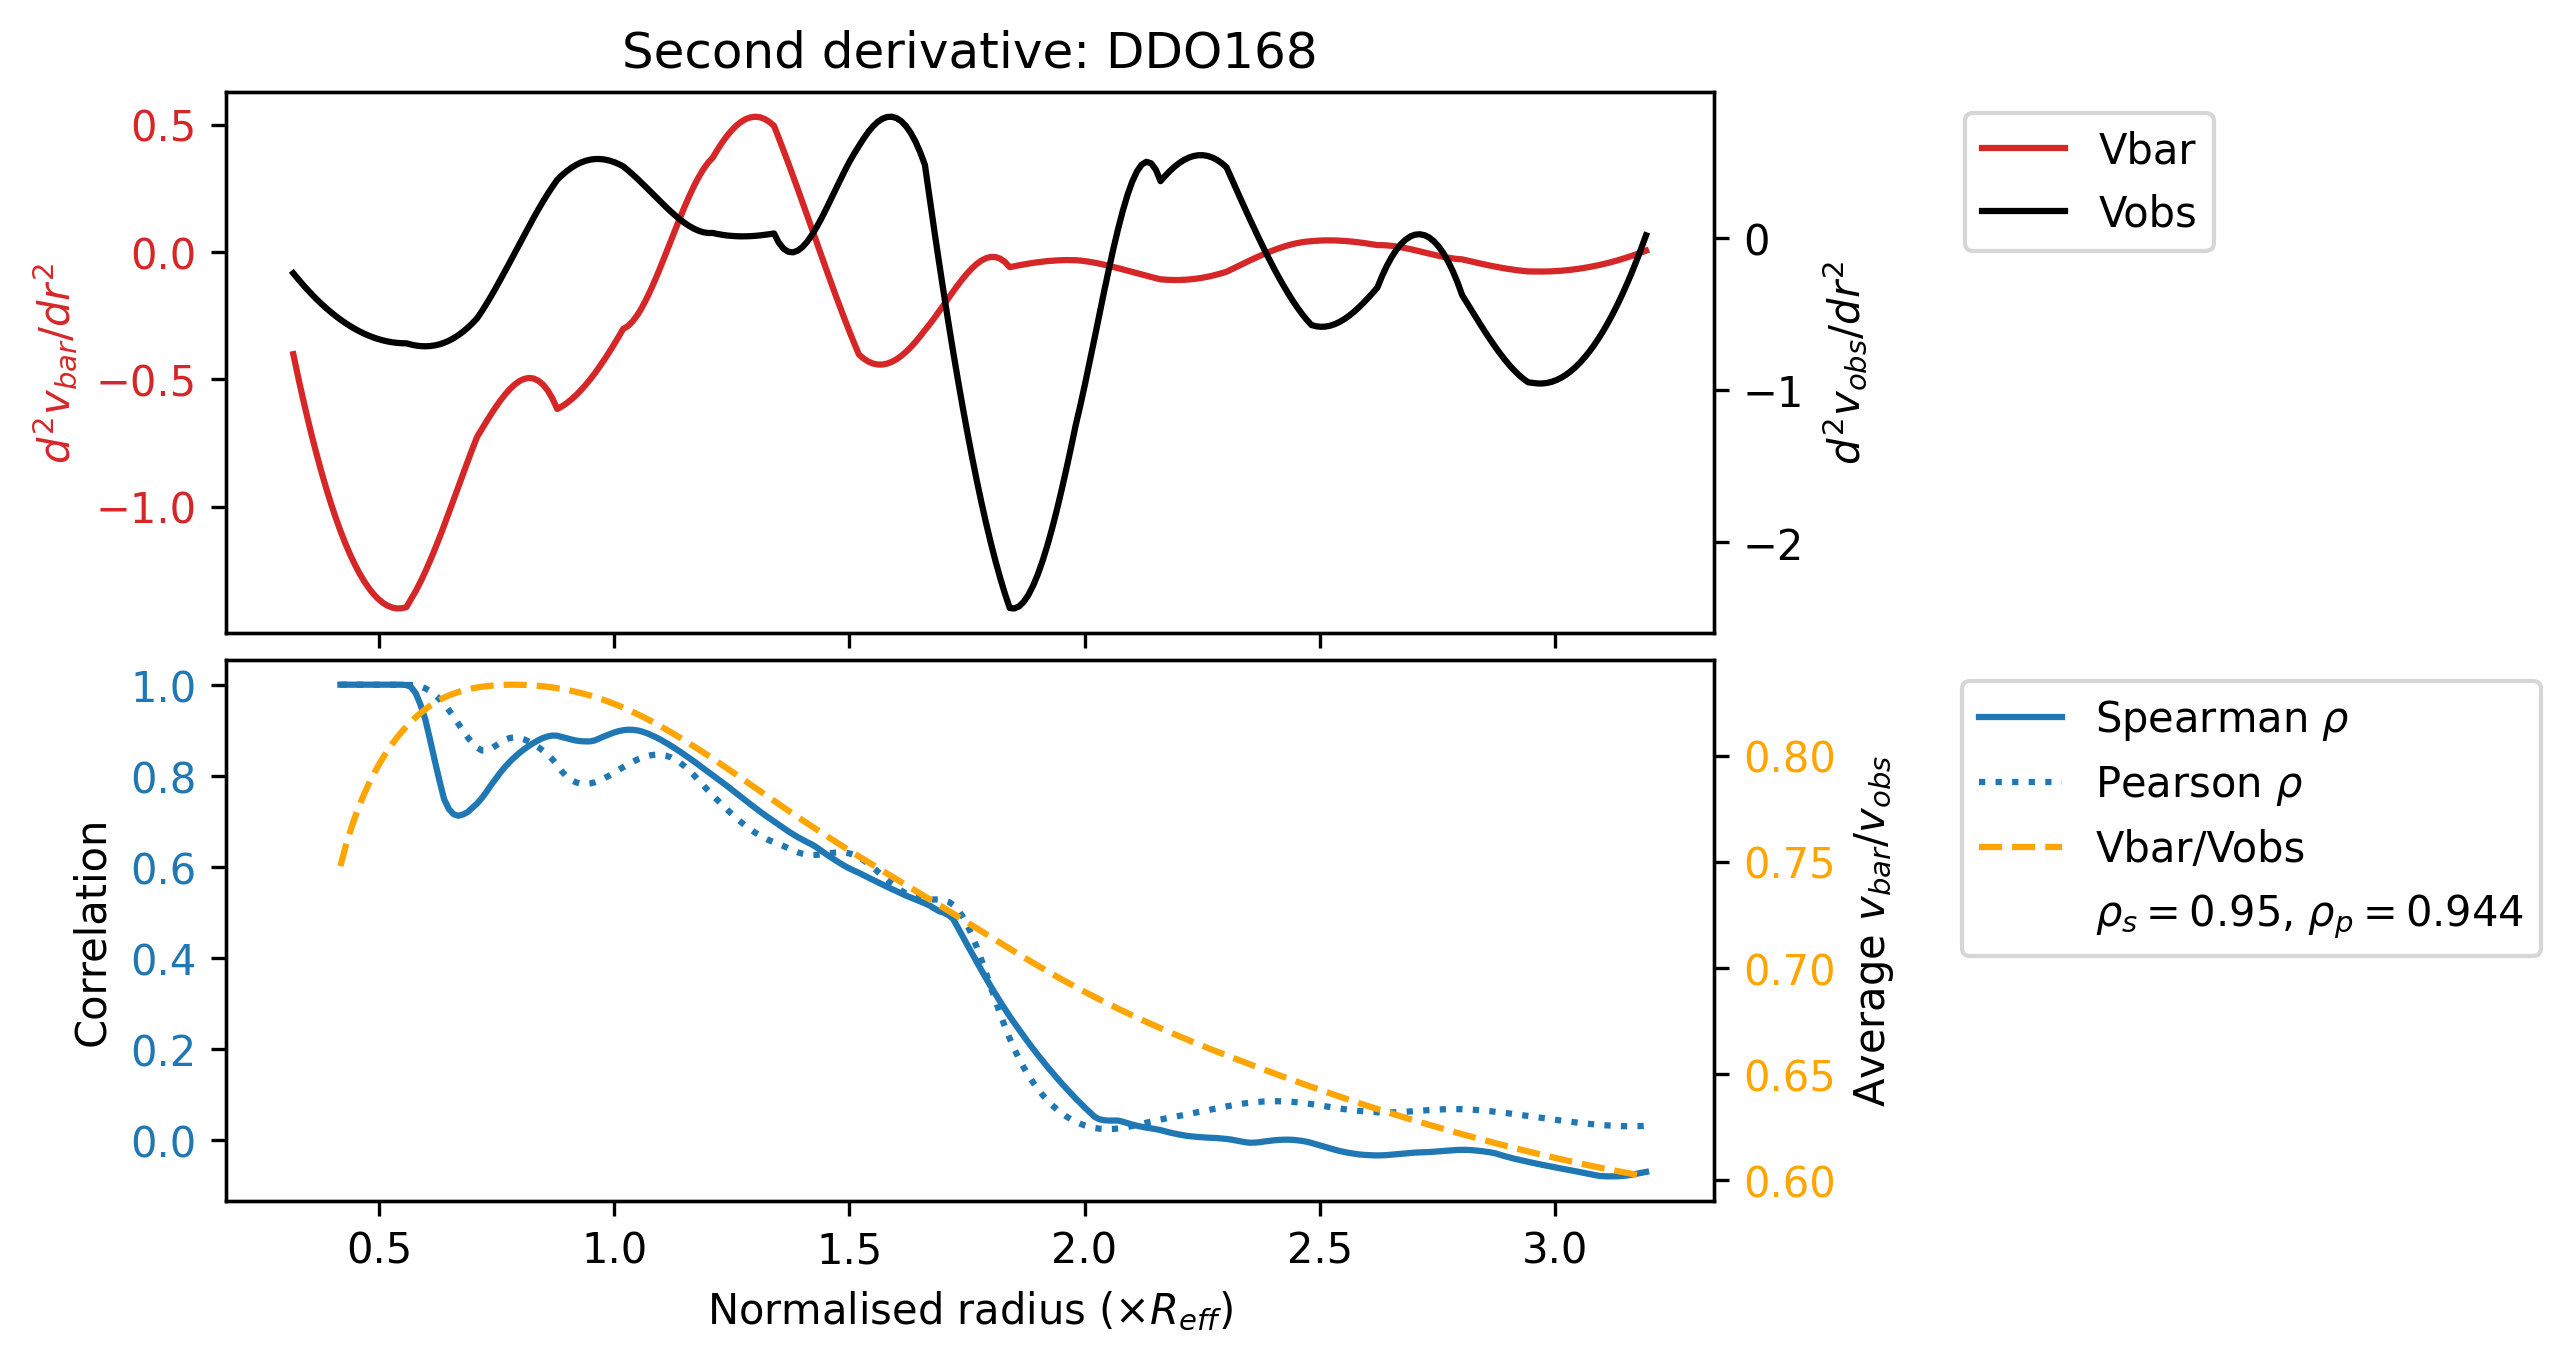 Second derivative: DDO168
0.5
0.0
−0.5
−1.0
d²v_bar/dr²
0
−1
−2
d²v_obs/dr²
Vbar
Vobs
1.0
0.8
0.6
0.4
0.2
0.0
Correlation
0.80
0.75
0.70
0.65
0.60
Average v_bar/v_obs
Spearman ρ
Pearson ρ
Vbar/Vobs
ρ_s = 0.95, ρ_p = 0.944
0.5 1.0 1.5 2.0 2.5 3.0
Normalised radius (×R_eff)